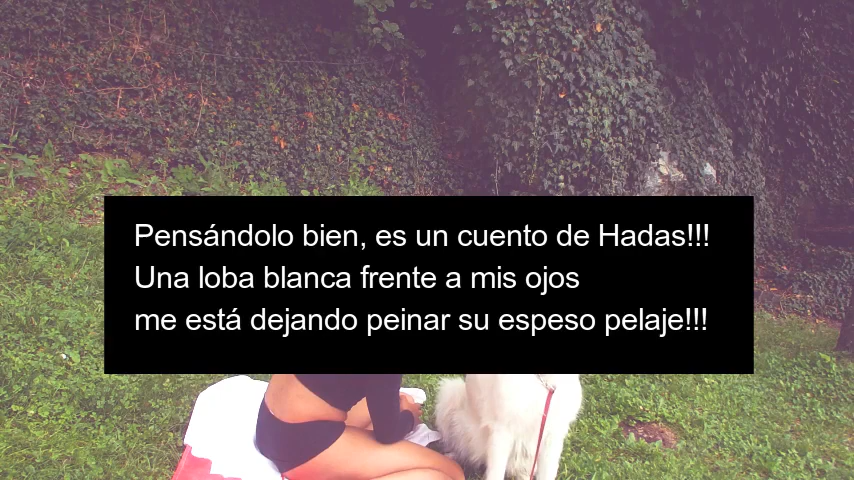 Pensándolo bien, es un cuento de Hadas!!!
Una loba blanca frente a mis ojos
me está dejando peinar su espeso pelaje!!!